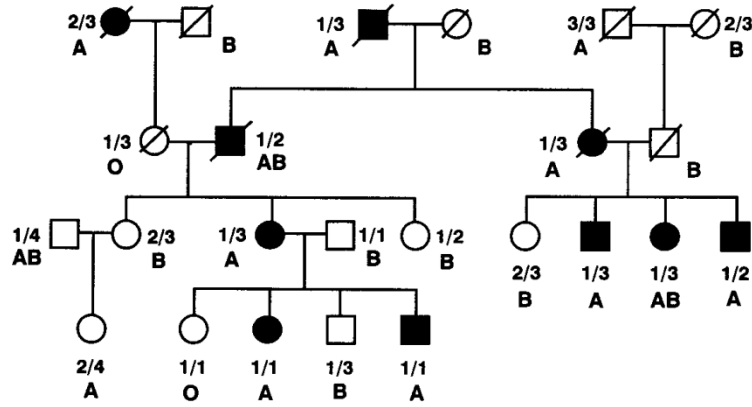 2/3 1/3 3/3 2/3
A B A B A B
1/3 1/2 1/3
O AB A B
1/4 2/3 1/3 1/1 1/2
AB B A B B
2/3 1/3 1/3 1/2
B A AB A
2/4 1/1 1/1 1/3 1/1
A O A B A